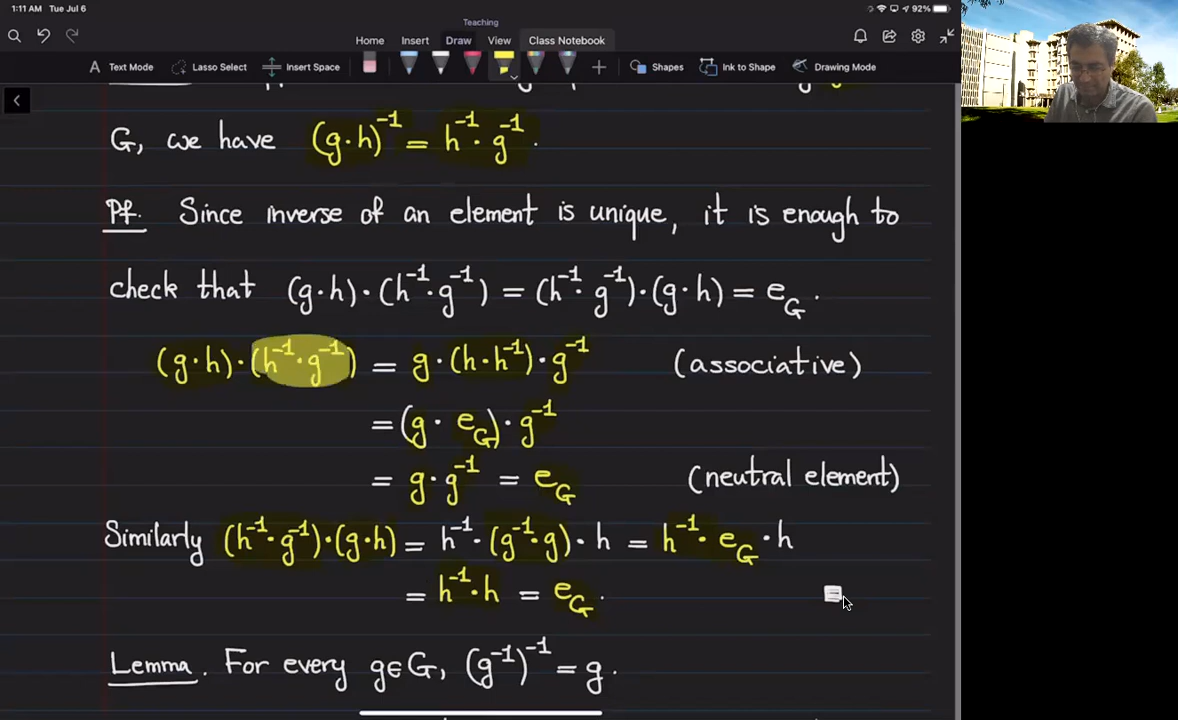 1:11 AM Tue Jul 6
92%
Teaching
Home Insert Draw View Class Notebook
Text Mode Lasso Select Insert Space Shapes Ink to Shape Drawing Mode
G, we have (g·h)⁻¹ = h⁻¹·g⁻¹.
Pf. Since inverse of an element is unique, it is enough to
check that (g·h)·(h⁻¹·g⁻¹) = (h⁻¹·g⁻¹)·(g·h) = e_G.
(g·h)·(h⁻¹·g⁻¹) = g·(h·h⁻¹)·g⁻¹ (associative)
= (g·e_G)·g⁻¹
= g·g⁻¹ = e_G (neutral element)
Similarly (h⁻¹·g⁻¹)·(g·h) = h⁻¹·(g⁻¹·g)·h = h⁻¹·e_G·h
= h⁻¹·h = e_G.
Lemma. For every g∈G, (g⁻¹)⁻¹ = g.